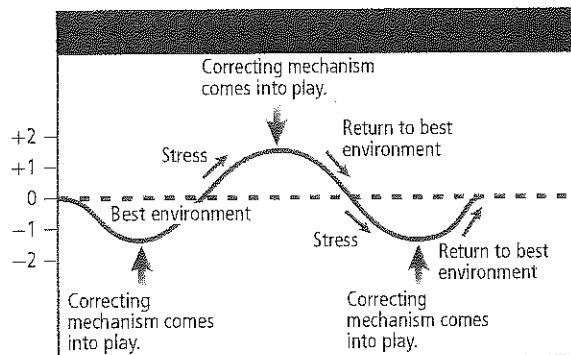 Correcting mechanism
comes into play.
+2
+1
0
−1
−2
Stress
Return to best
environment
Best environment
Stress
Return to best
environment
Correcting
mechanism comes
into play.
Correcting
mechanism comes
into play.